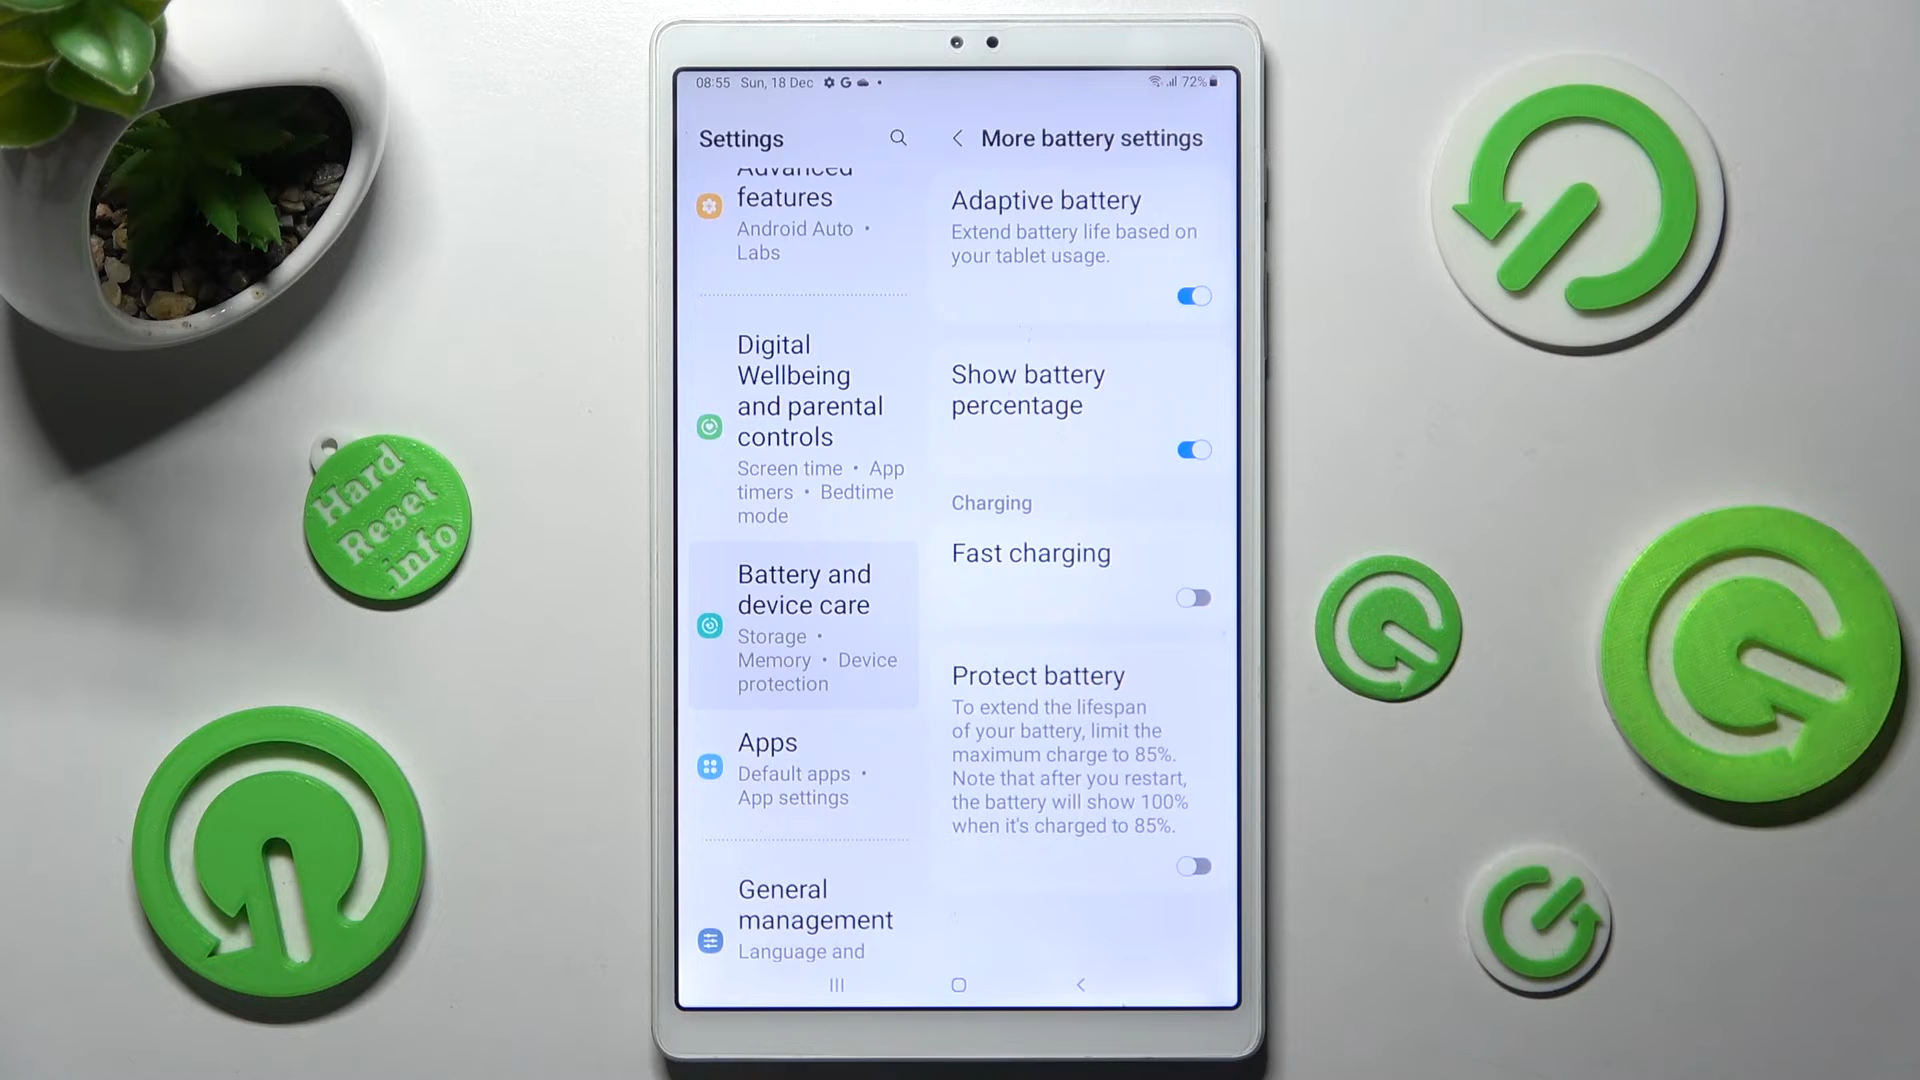 08:55 Sun, 18 Dec
72%
Settings
Advanced
features
Android Auto •
Labs
Digital
Wellbeing
and parental
controls
Screen time • App
timers • Bedtime
mode
Battery and
device care
Storage •
Memory • Device
protection
Apps
Default apps •
App settings
General
management
Language and
More battery settings
Adaptive battery
Extend battery life based on
your tablet usage.
Show battery
percentage
Charging
Fast charging
Protect battery
To extend the lifespan
of your battery, limit the
maximum charge to 85%.
Note that after you restart,
the battery will show 100%
when it's charged to 85%.
Hard
Reset
info